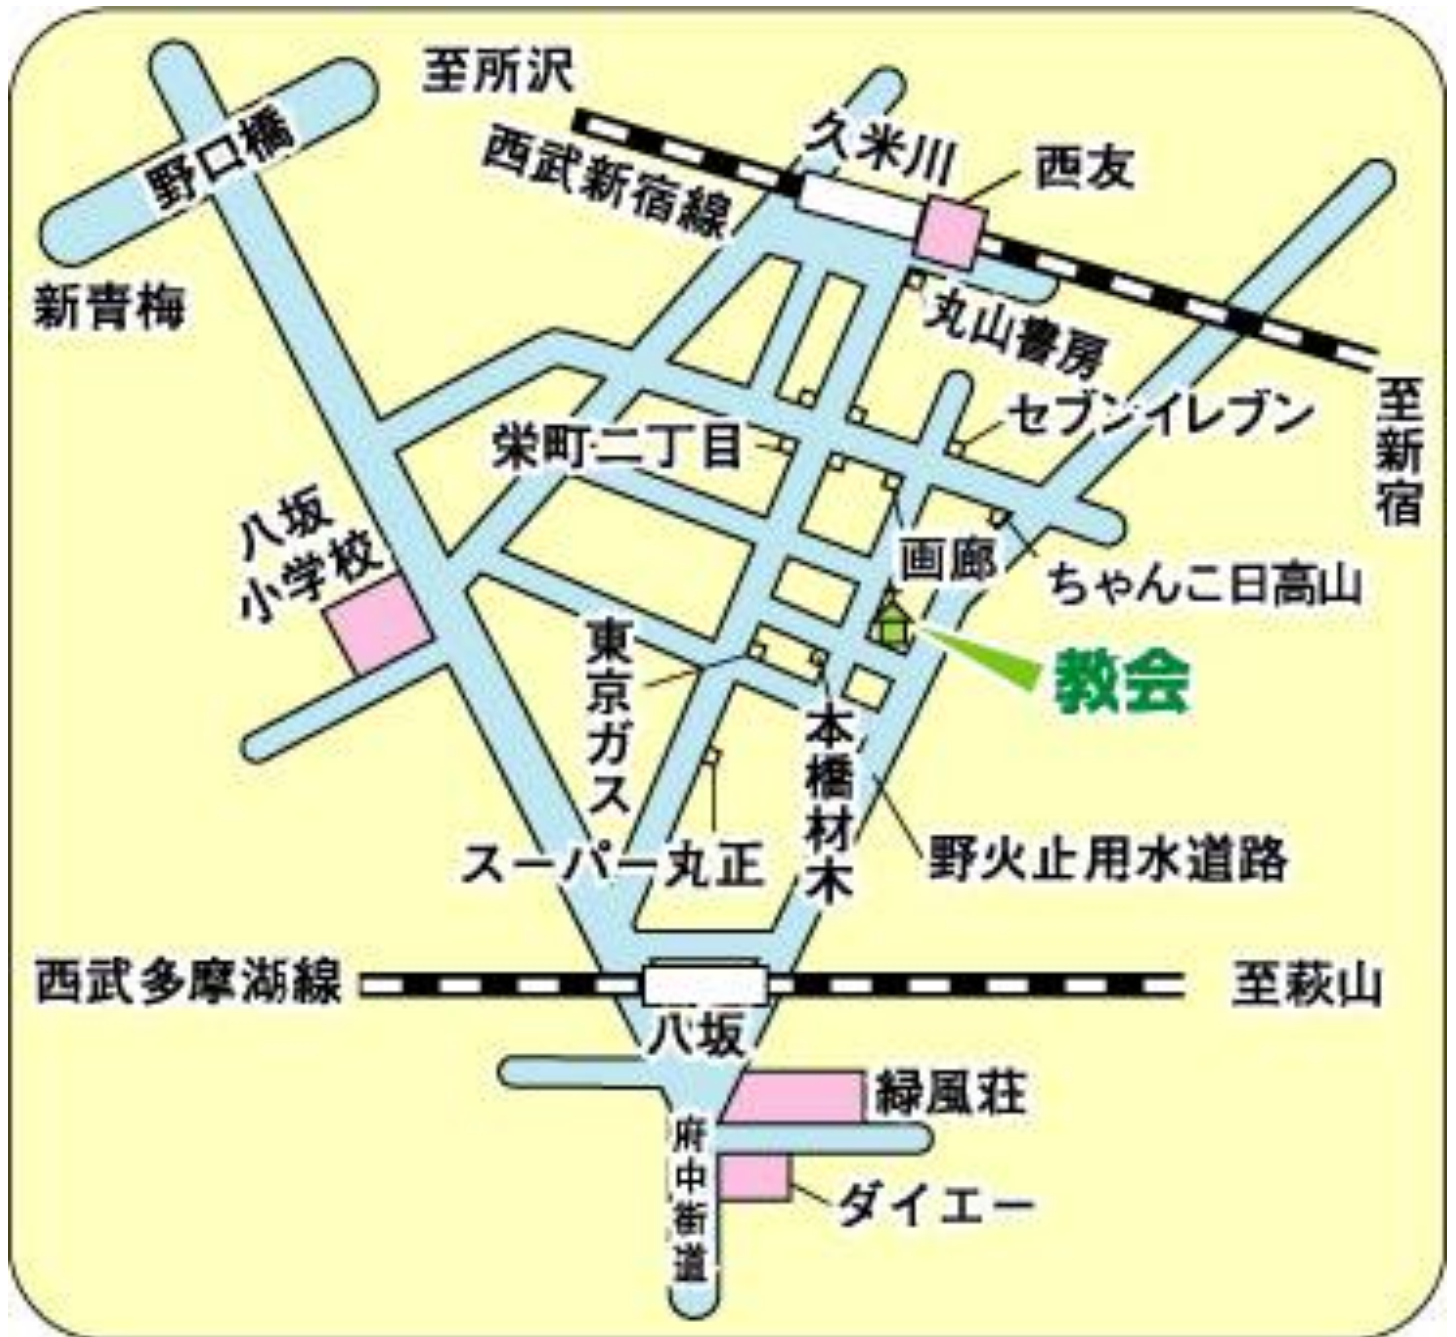 至所沢
久米川
西友
野口橋
西武新宿線
新青梅
丸山書房
セブンイレブン
至新宿
栄町二丁目
八坂
小学校
画廊
ちゃんこ日高山
東京ガス
教会
本橋材木
スーパー丸正
野火止用水道路
西武多摩湖線
至萩山
八坂
緑風荘
府中街道
ダイエー